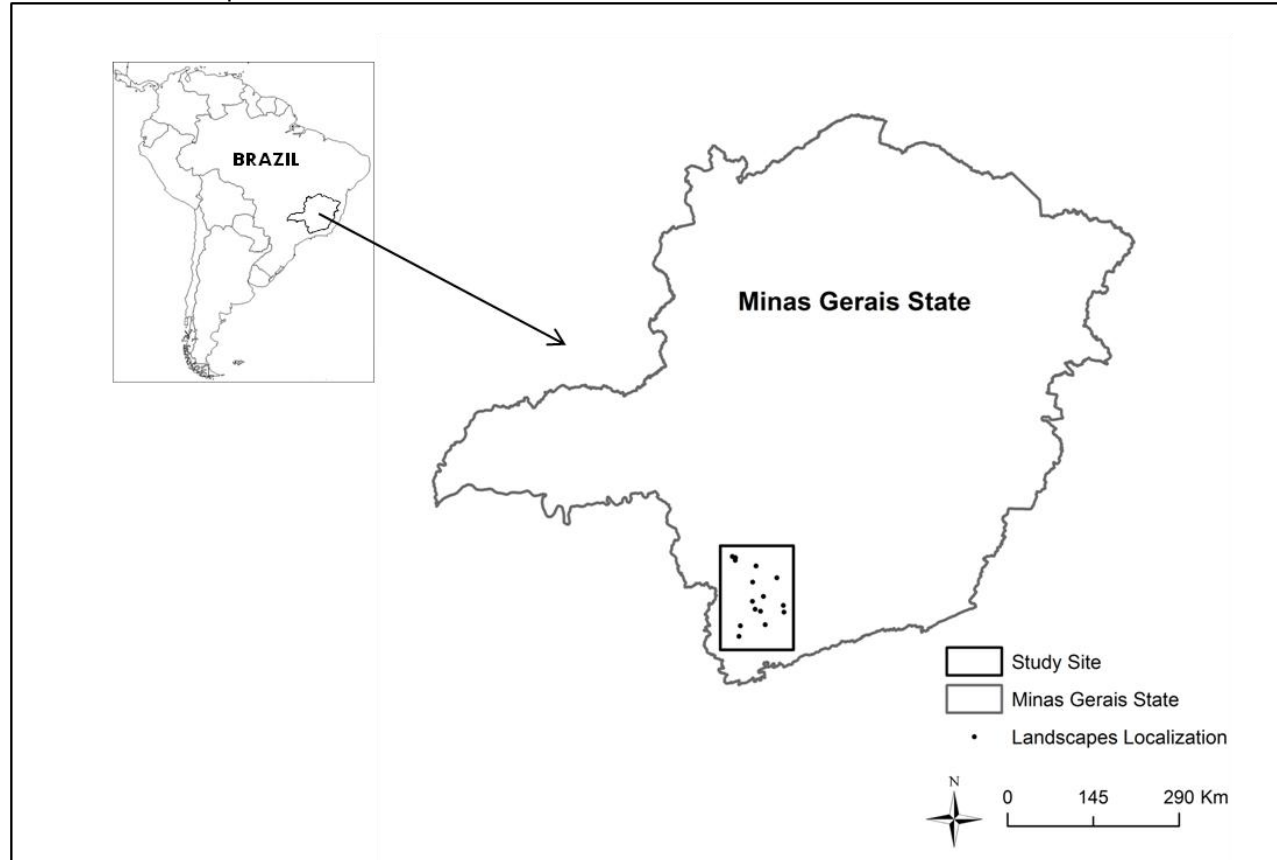 BRAZIL
Minas Gerais State
Study Site
Minas Gerais State
Landscapes Localization
N
0 145 290 Km